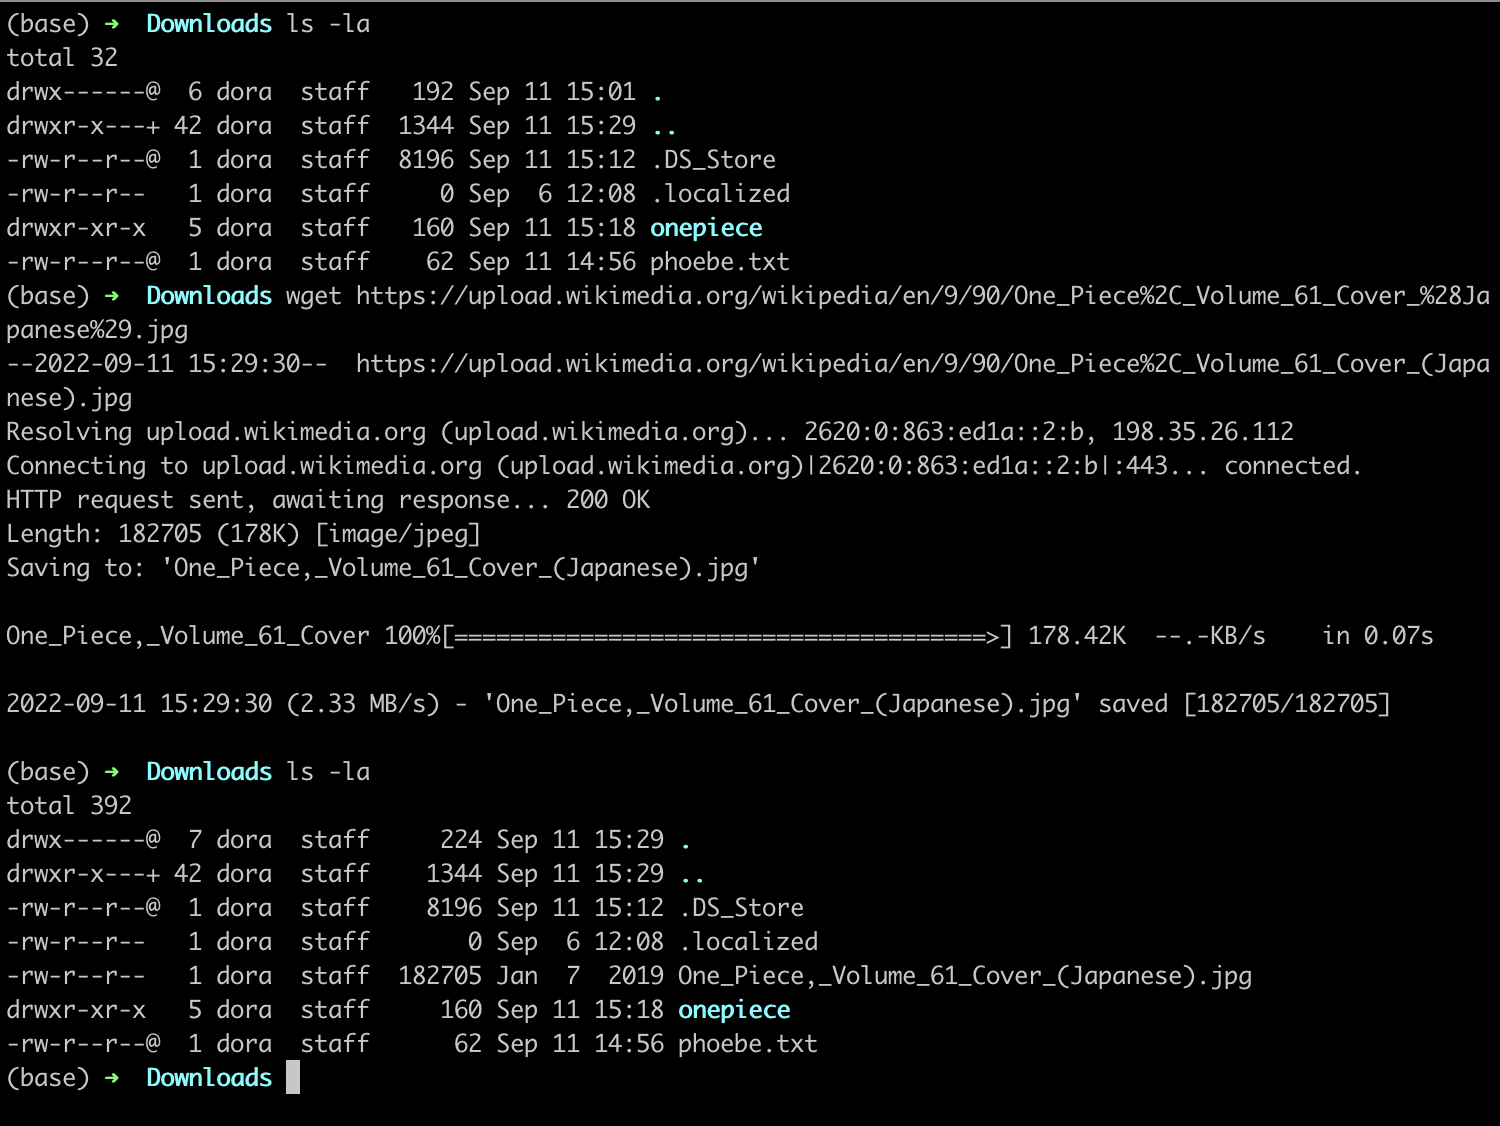 (base) ➜  Downloads ls -la
total 32
drwx------@  6 dora  staff   192 Sep 11 15:01 .
drwxr-x---+ 42 dora  staff  1344 Sep 11 15:29 ..
-rw-r--r--@  1 dora  staff  8196 Sep 11 15:12 .DS_Store
-rw-r--r--   1 dora  staff     0 Sep  6 12:08 .localized
drwxr-xr-x   5 dora  staff   160 Sep 11 15:18 onepiece
-rw-r--r--@  1 dora  staff    62 Sep 11 14:56 phoebe.txt
(base) ➜  Downloads wget https://upload.wikimedia.org/wikipedia/en/9/90/One_Piece%2C_Volume_61_Cover_%28Ja
panese%29.jpg
--2022-09-11 15:29:30--  https://upload.wikimedia.org/wikipedia/en/9/90/One_Piece%2C_Volume_61_Cover_(Japa
nese).jpg
Resolving upload.wikimedia.org (upload.wikimedia.org)... 2620:0:863:ed1a::2:b, 198.35.26.112
Connecting to upload.wikimedia.org (upload.wikimedia.org)|2620:0:863:ed1a::2:b|:443... connected.
HTTP request sent, awaiting response... 200 OK
Length: 182705 (178K) [image/jpeg]
Saving to: 'One_Piece,_Volume_61_Cover_(Japanese).jpg'
One_Piece,_Volume_61_Cover 100%[======================================>] 178.42K  --.-KB/s    in 0.07s
2022-09-11 15:29:30 (2.33 MB/s) - 'One_Piece,_Volume_61_Cover_(Japanese).jpg' saved [182705/182705]
(base) ➜  Downloads ls -la
total 392
drwx------@  7 dora  staff     224 Sep 11 15:29 .
drwxr-x---+ 42 dora  staff    1344 Sep 11 15:29 ..
-rw-r--r--@  1 dora  staff    8196 Sep 11 15:12 .DS_Store
-rw-r--r--   1 dora  staff       0 Sep  6 12:08 .localized
-rw-r--r--   1 dora  staff  182705 Jan  7  2019 One_Piece,_Volume_61_Cover_(Japanese).jpg
drwxr-xr-x   5 dora  staff     160 Sep 11 15:18 onepiece
-rw-r--r--@  1 dora  staff      62 Sep 11 14:56 phoebe.txt
(base) ➜  Downloads